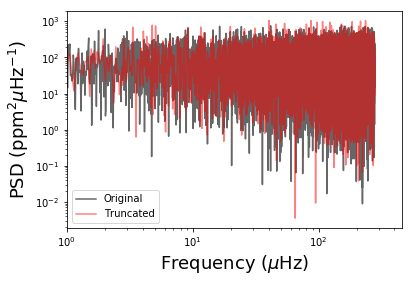 10³
10²
10¹
10⁰
10⁻¹
10⁻²
PSD (ppm²μHz⁻¹)
Original
Truncated
10⁰ 10¹ 10²
Frequency (μHz)